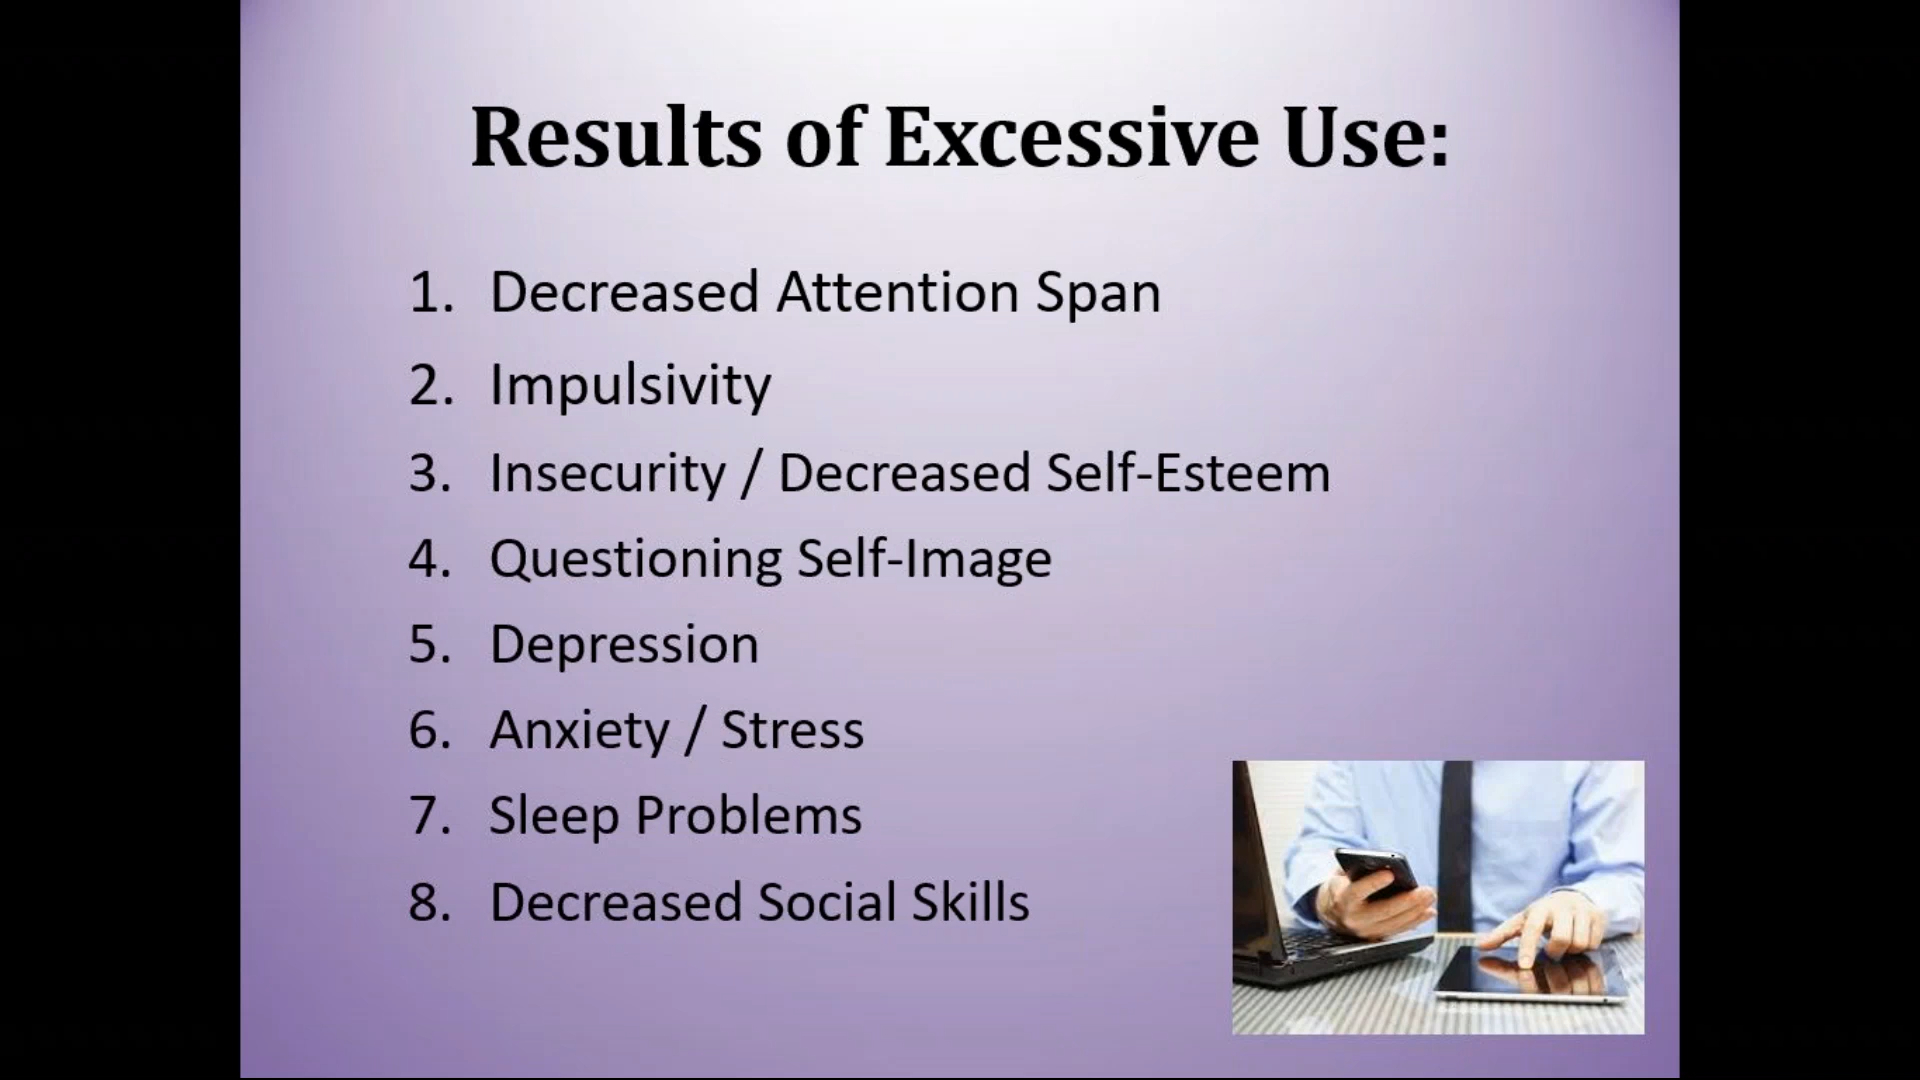 Results of Excessive Use:
1. Decreased Attention Span
2. Impulsivity
3. Insecurity / Decreased Self-Esteem
4. Questioning Self-Image
5. Depression
6. Anxiety / Stress
7. Sleep Problems
8. Decreased Social Skills